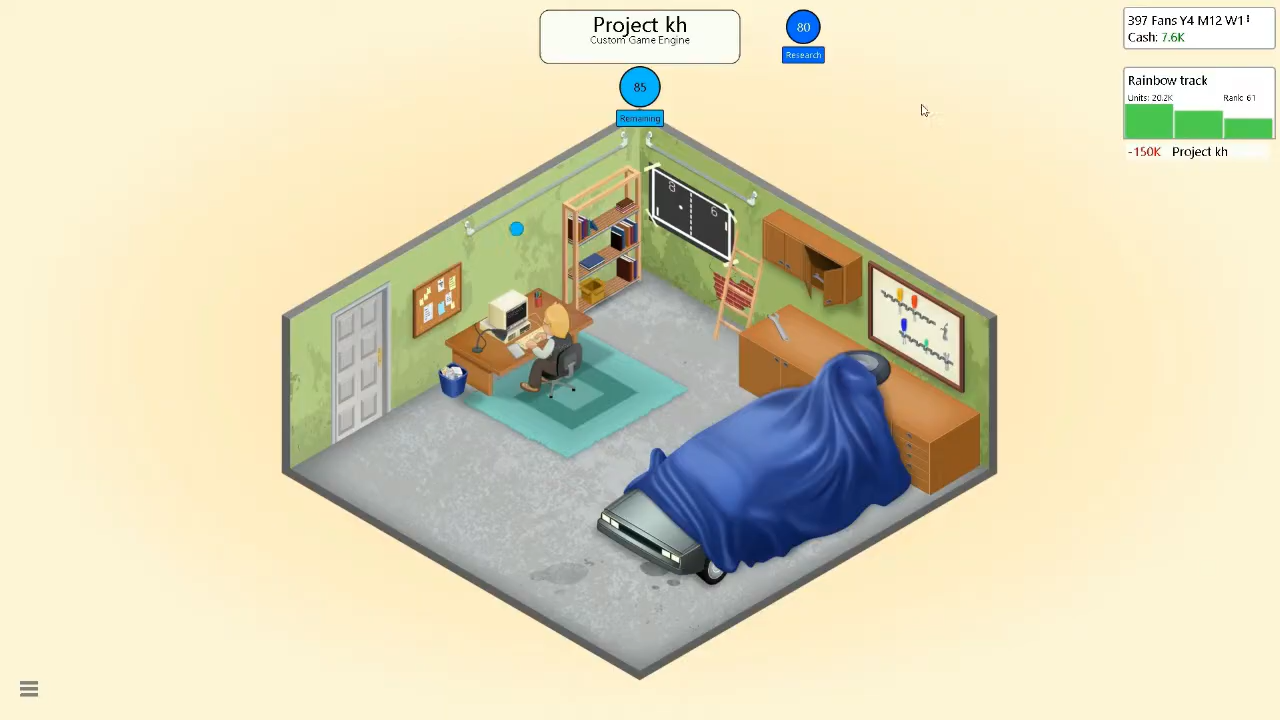 Project kh
Custom Game Engine
80
Research
85
Remaining
397 Fans Y4 M12 W1
Cash: 7.6K
Rainbow track
Units: 20.2K Rank: 61
-150K Project kh